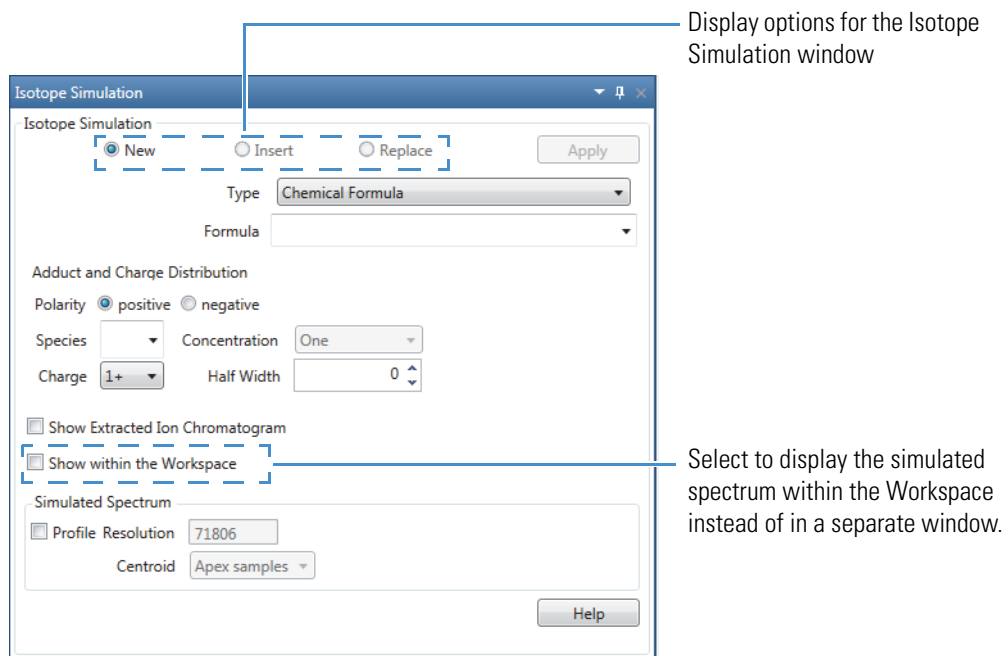 Display options for the Isotope
Simulation window
Isotope Simulation
Isotope Simulation
New Insert Replace Apply
Type Chemical Formula
Formula
Adduct and Charge Distribution
Polarity positive negative
Species Concentration One
Charge 1+ Half Width 0
Show Extracted Ion Chromatogram
Show within the Workspace
Select to display the simulated
spectrum within the Workspace
instead of in a separate window.
Simulated Spectrum
Profile Resolution 71806
Centroid Apex samples
Help